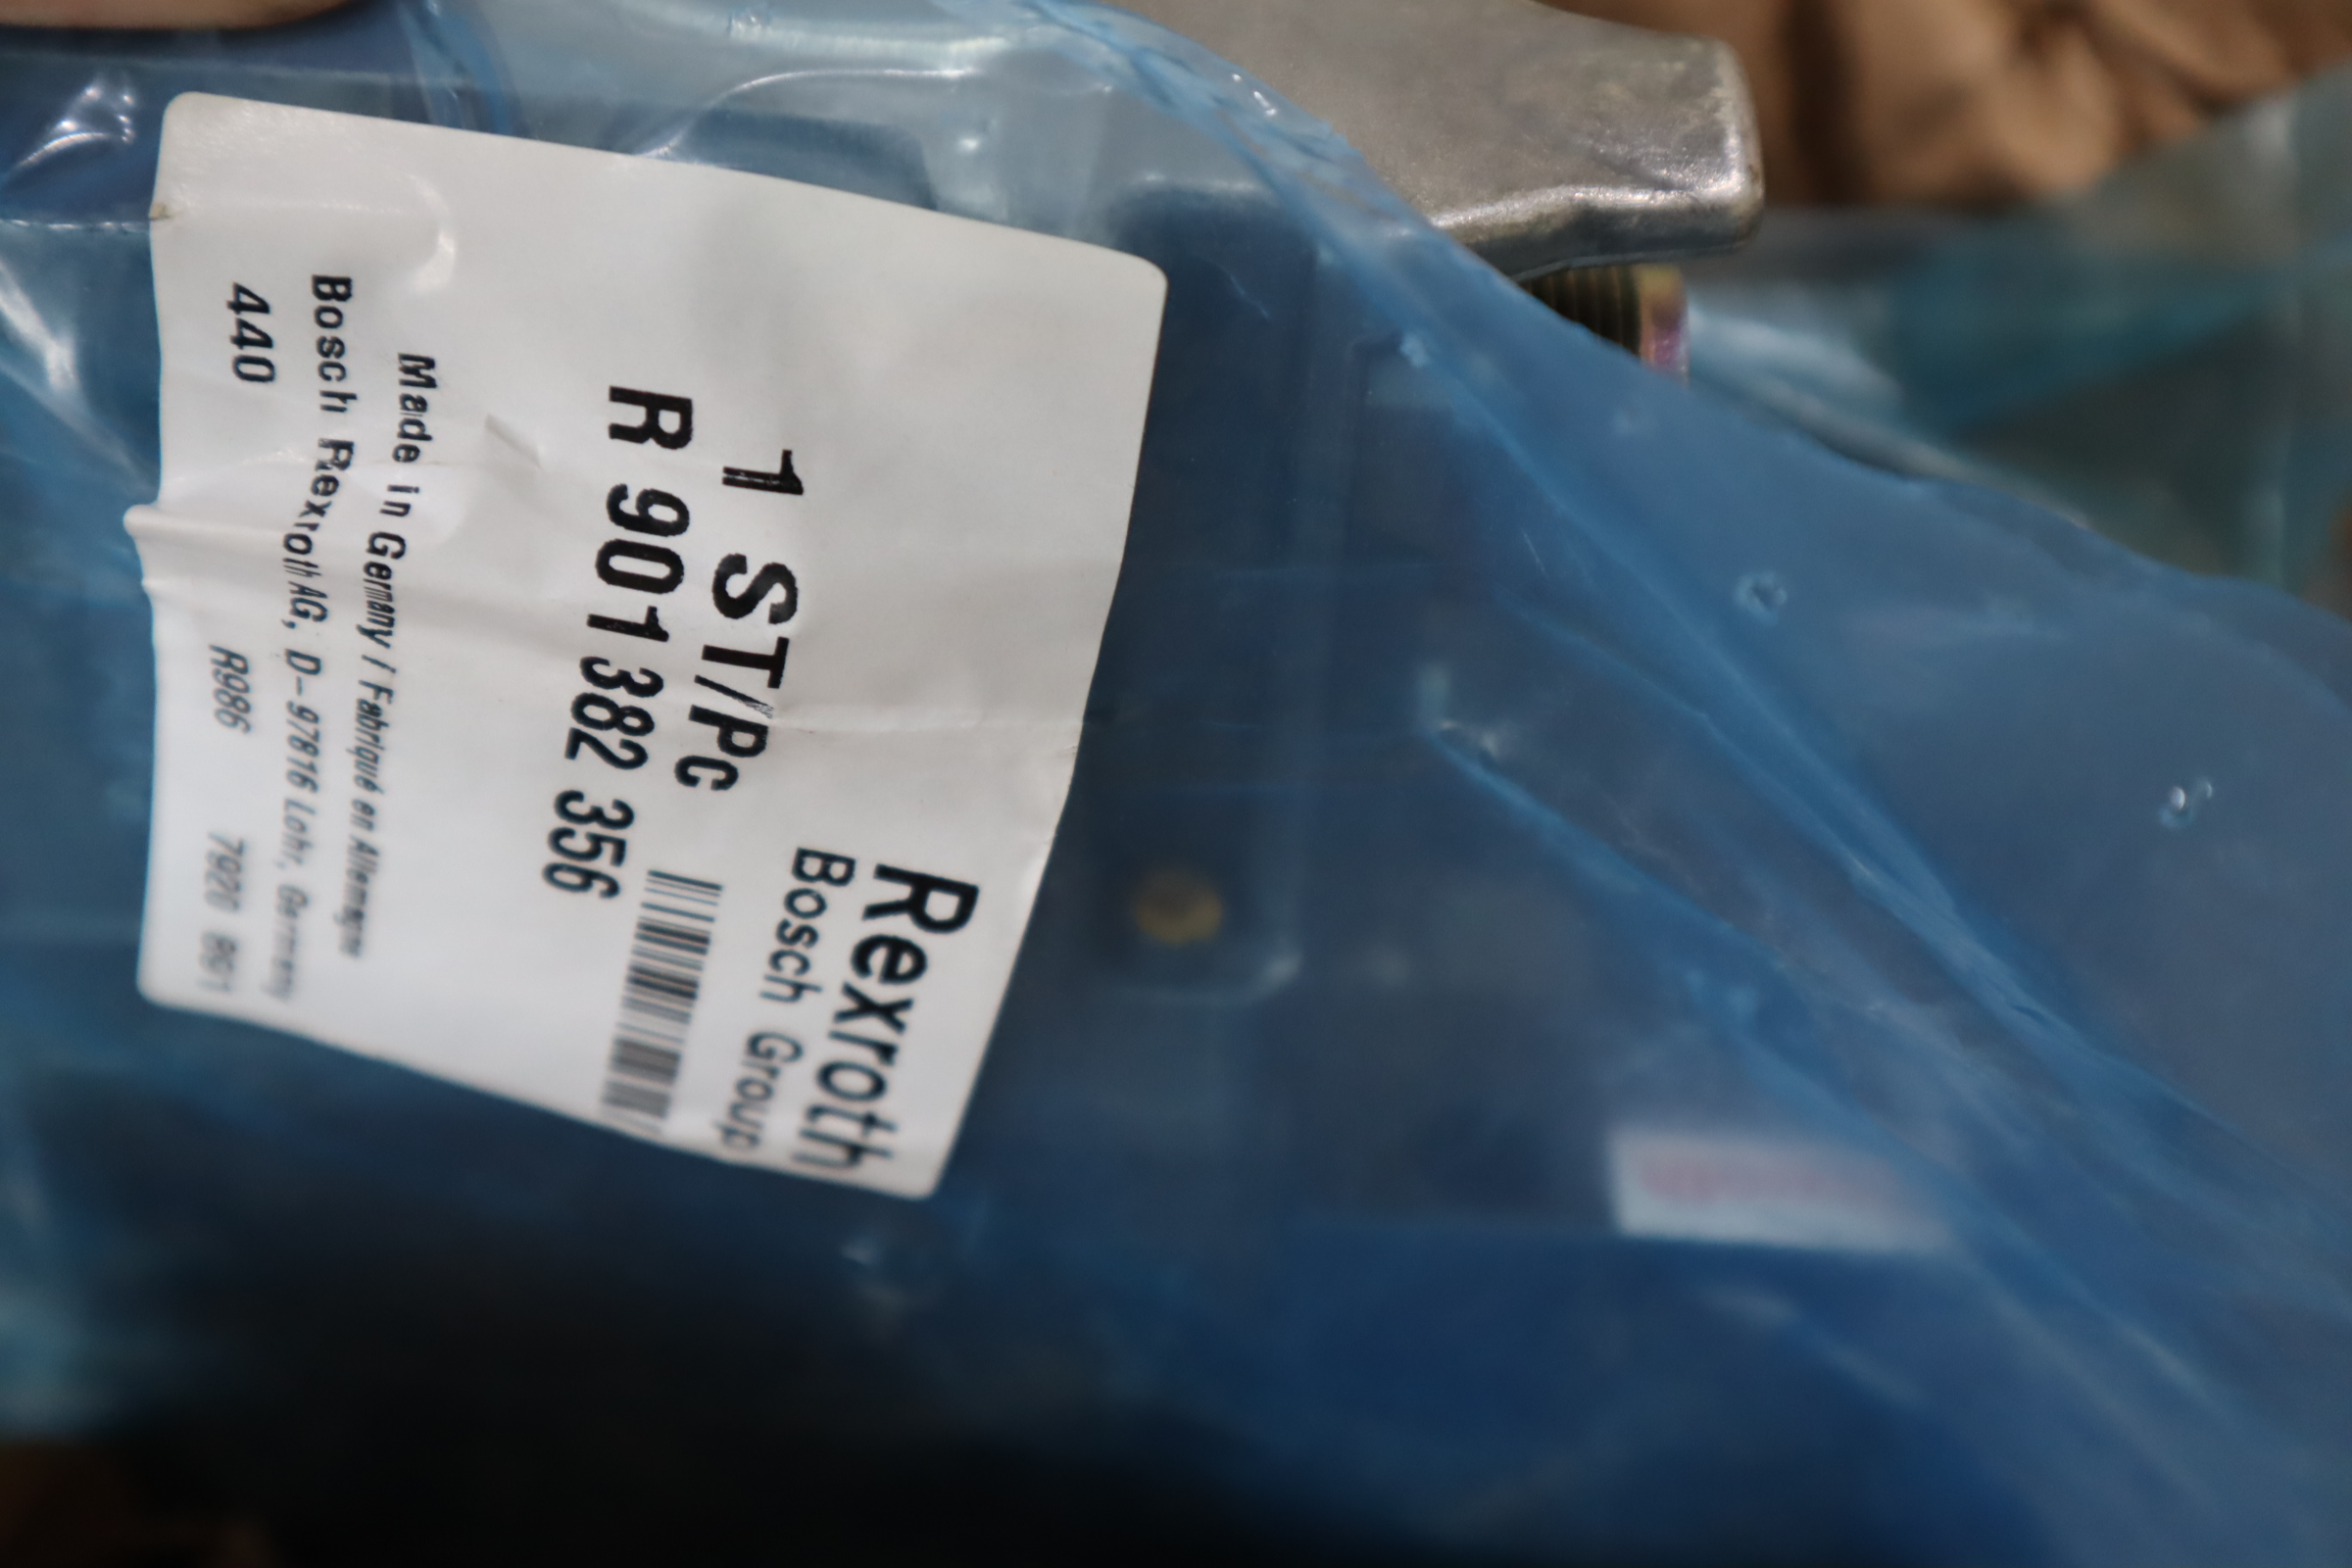 Rexroth
Bosch Group
1 ST/PC
R 901 382 356
Made in Germany / Fabriqué en Allemagne
Bosch Rexroth AG, D-97816 Lohr, Germany
440 R986 7920